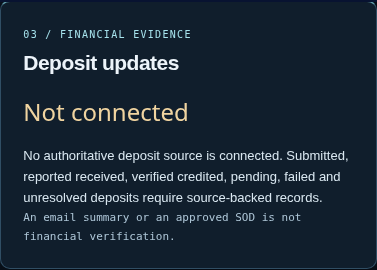 03 / FINANCIAL EVIDENCE
Deposit updates
Not connected
No authoritative deposit source is connected. Submitted,
reported received, verified credited, pending, failed and
unresolved deposits require source-backed records.
An email summary or an approved SOD is not
financial verification.